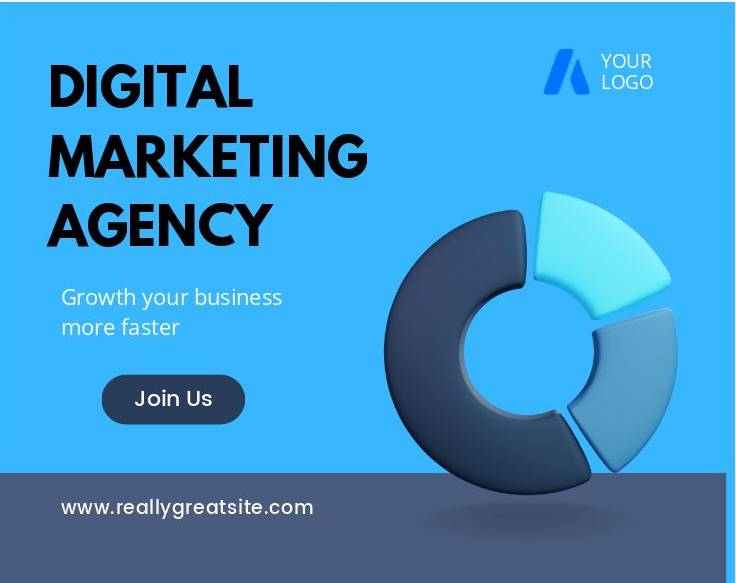 DIGITAL
MARKETING
AGENCY
YOUR
LOGO
Growth your business
more faster
Join Us
www.reallygreatsite.com